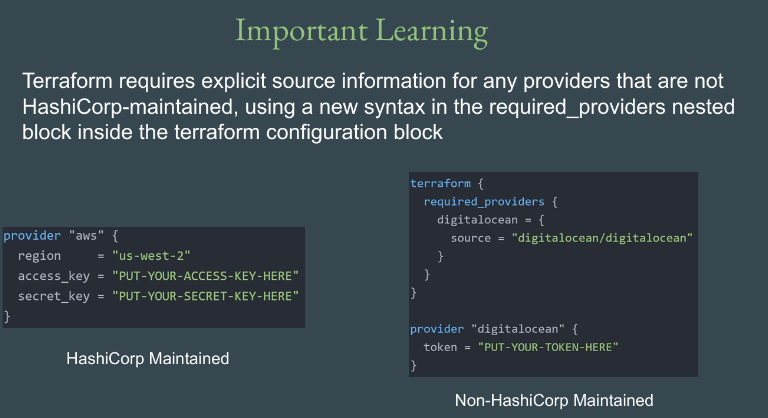 Important Learning
Terraform requires explicit source information for any providers that are not
HashiCorp-maintained, using a new syntax in the required_providers nested
block inside the terraform configuration block
provider "aws" {
  region     = "us-west-2"
  access_key = "PUT-YOUR-ACCESS-KEY-HERE"
  secret_key = "PUT-YOUR-SECRET-KEY-HERE"
}
HashiCorp Maintained
terraform {
  required_providers {
    digitalocean = {
      source = "digitalocean/digitalocean"
    }
  }
}
provider "digitalocean" {
  token = "PUT-YOUR-TOKEN-HERE"
}
Non-HashiCorp Maintained